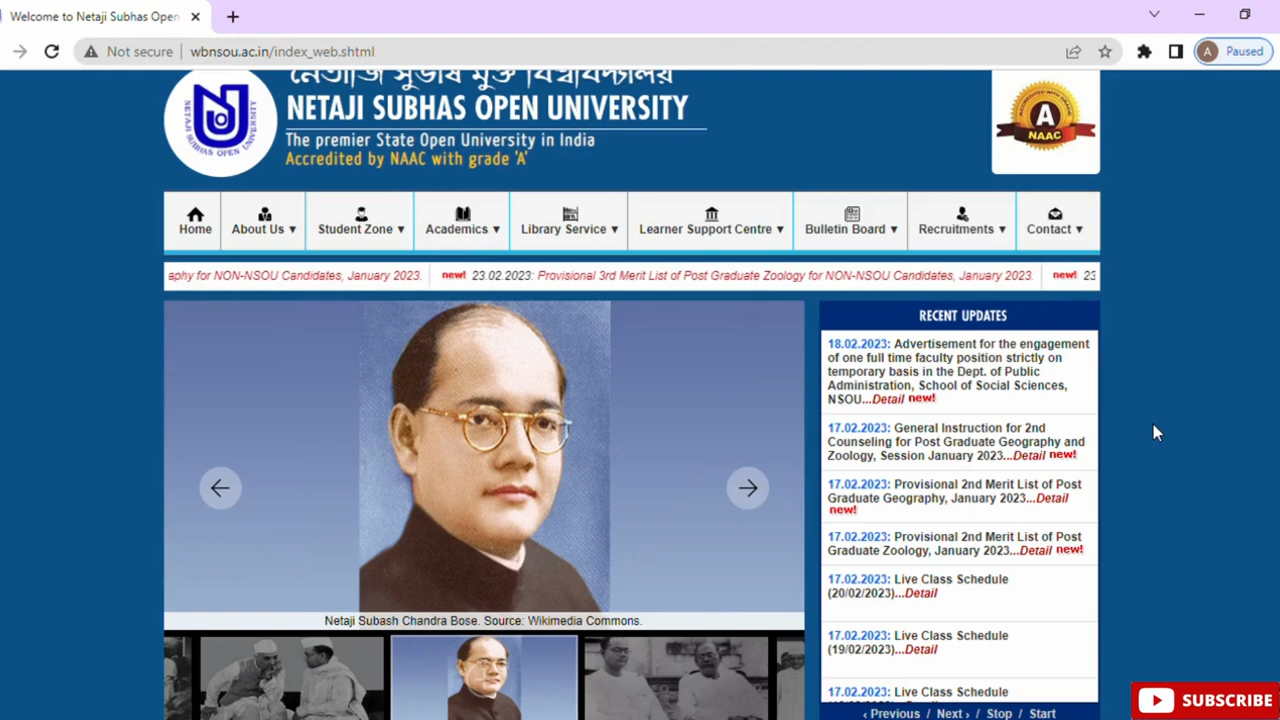 Welcome to Netaji Subhas Open
Not secure
wbnsou.ac.in/index_web.shtml
A
Paused
নেতাজি সুভাষ মুক্ত বিশ্ববিদ্যালয়
NETAJI SUBHAS OPEN UNIVERSITY
The premier State Open University in India
Accredited by NAAC with grade 'A'
NETAJI SUBHAS OPEN UNIVERSITY
ACCREDITED WITH GRADE
A
NAAC
Home
About Us ▾
Student Zone ▾
Academics ▾
Library Service ▾
Learner Support Centre ▾
Bulletin Board ▾
Recruitments ▾
Contact ▾
aphy for NON-NSOU Candidates, January 2023. new! 23.02.2023: Provisional 3rd Merit List of Post Graduate Zoology for NON-NSOU Candidates, January 2023. new! 23
RECENT UPDATES
18.02.2023: Advertisement for the engagement
of one full time faculty position strictly on
temporary basis in the Dept. of Public
Administration, School of Social Sciences,
NSOU...Detail new!
17.02.2023: General Instruction for 2nd
Counseling for Post Graduate Geography and
Zoology, Session January 2023...Detail new!
17.02.2023: Provisional 2nd Merit List of Post
Graduate Geography, January 2023...Detail
new!
17.02.2023: Provisional 2nd Merit List of Post
Graduate Zoology, January 2023...Detail new!
17.02.2023: Live Class Schedule
(20/02/2023)...Detail
17.02.2023: Live Class Schedule
(19/02/2023)...Detail
17.02.2023: Live Class Schedule
‹ Previous / Next › / Stop / Start
Netaji Subash Chandra Bose. Source: Wikimedia Commons.
SUBSCRIBE